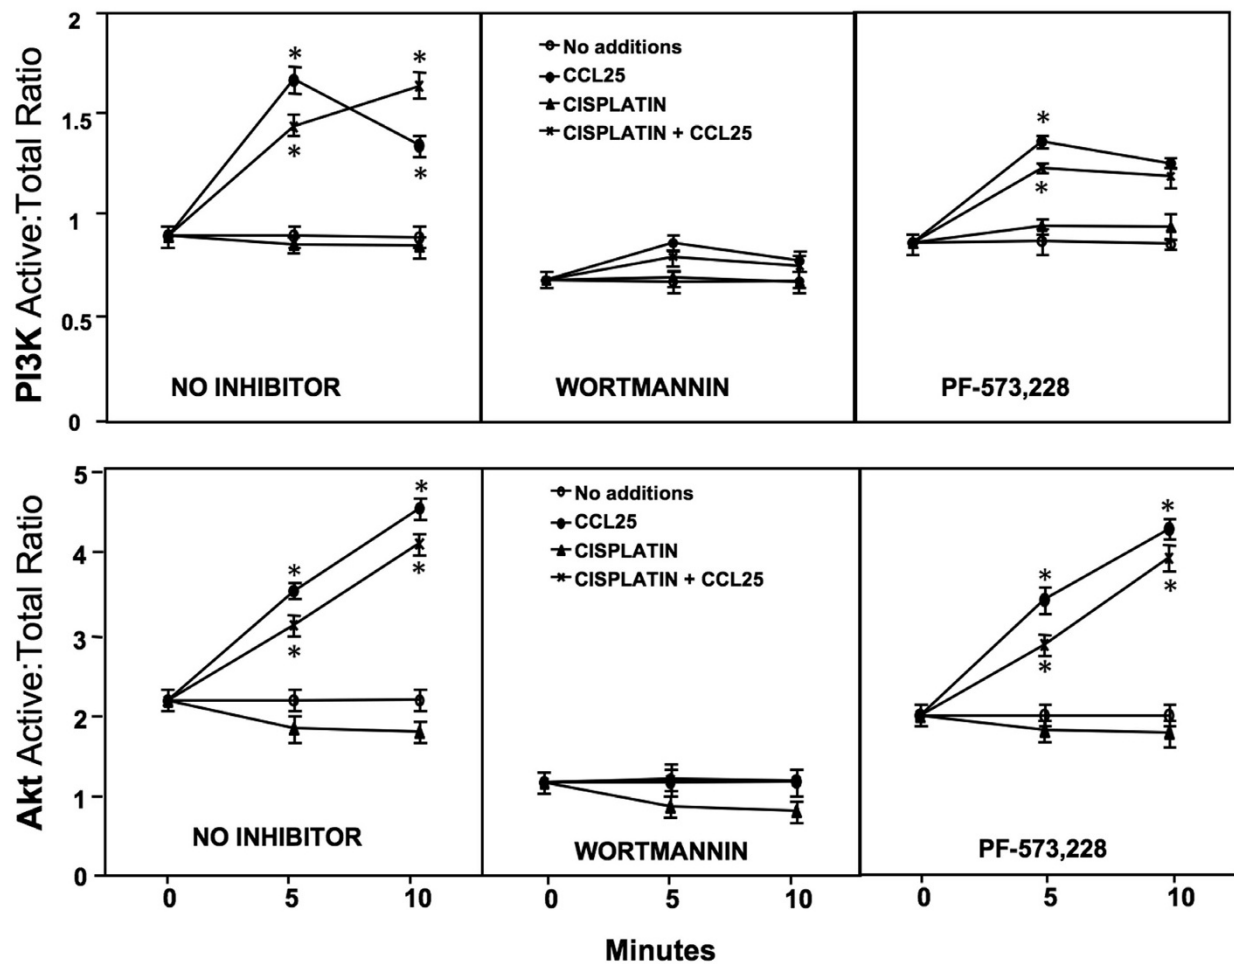 PI3K Active:Total Ratio
2
1.5
1
0.5
0
*
*
*
*
NO INHIBITOR
No additions
CCL25
CISPLATIN
CISPLATIN + CCL25
WORTMANNIN
*
*
PF-573,228
Akt Active:Total Ratio
5
4
3
2
1
0
*
*
*
*
NO INHIBITOR
No additions
CCL25
CISPLATIN
CISPLATIN + CCL25
WORTMANNIN
*
*
*
*
PF-573,228
0 5 10 0 5 10 0 5 10
Minutes